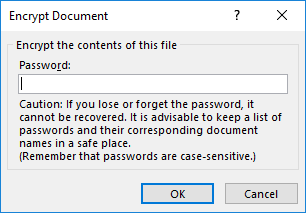 Encrypt Document
Encrypt the contents of this file
Password:
Caution: If you lose or forget the password, it
cannot be recovered. It is advisable to keep a list of
passwords and their corresponding document
names in a safe place.
(Remember that passwords are case-sensitive.)
OK
Cancel